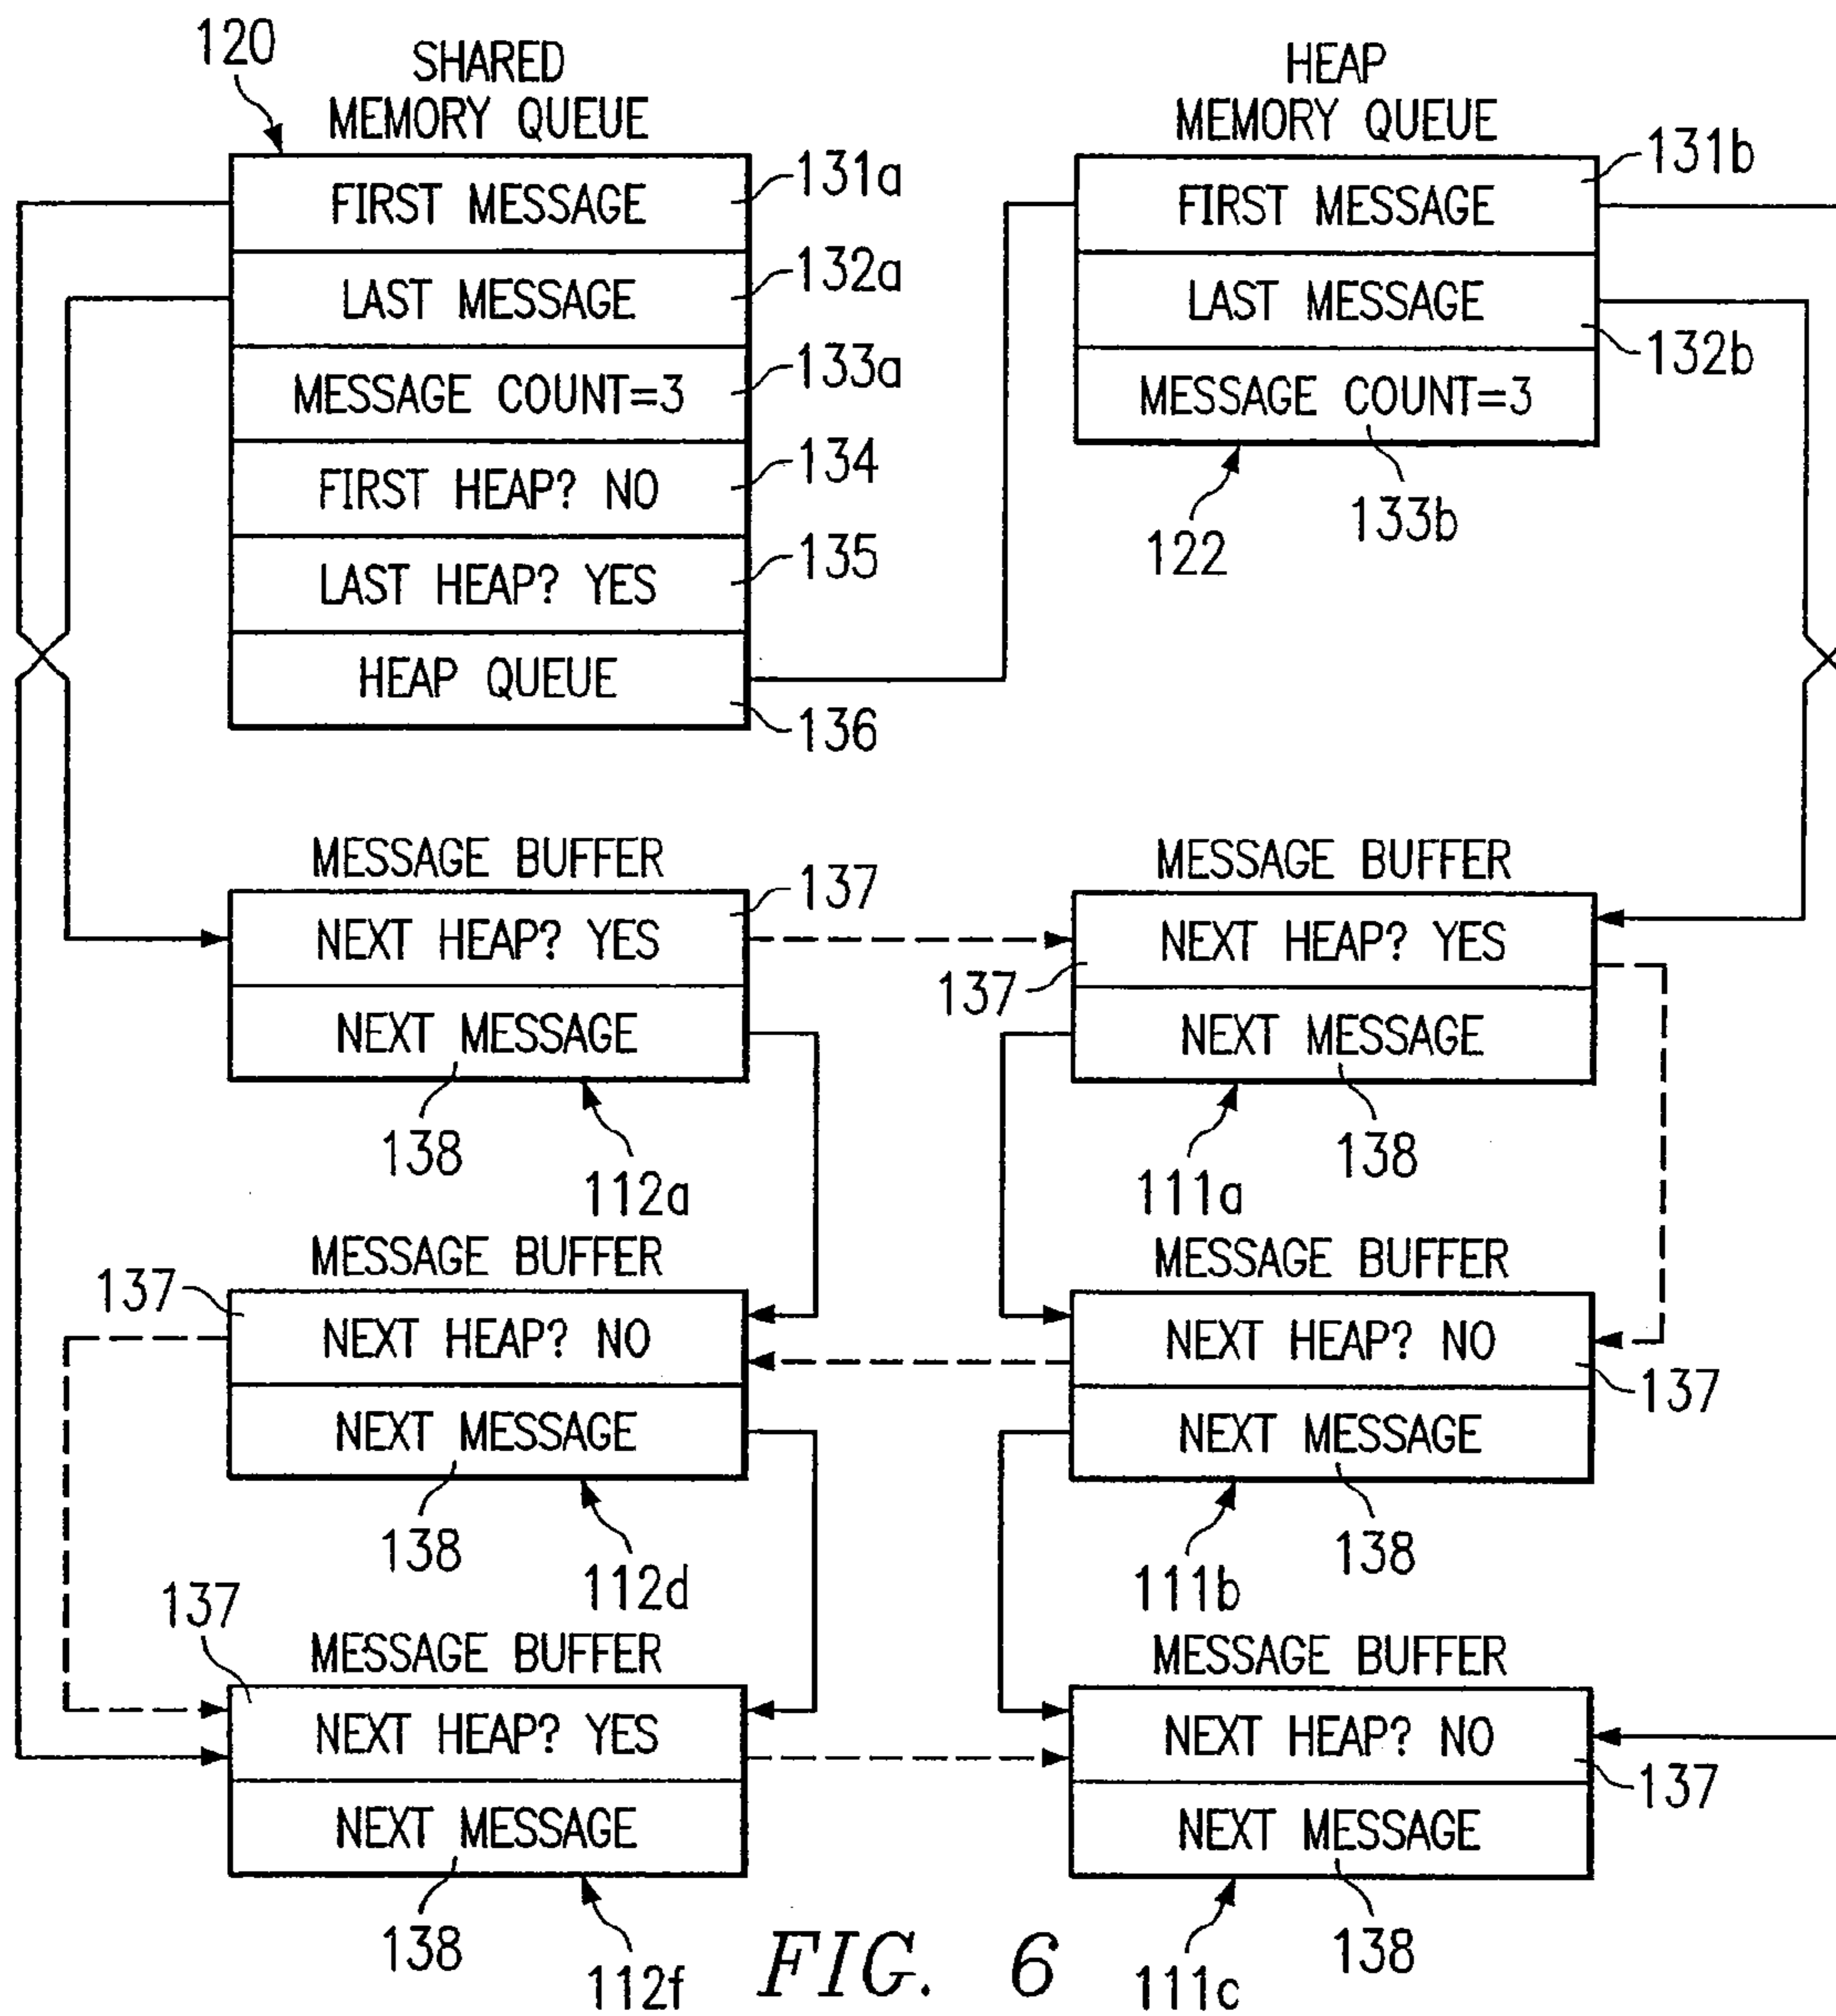 120
SHARED
MEMORY QUEUE
FIRST MESSAGE
131a
LAST MESSAGE
132a
MESSAGE COUNT=3
133a
FIRST HEAP? NO
134
LAST HEAP? YES
135
HEAP QUEUE
136
HEAP
MEMORY QUEUE
FIRST MESSAGE
131b
LAST MESSAGE
132b
MESSAGE COUNT=3
133b
122
MESSAGE BUFFER
NEXT HEAP? YES
137
NEXT MESSAGE
138
112a
MESSAGE BUFFER
NEXT HEAP? YES
137
NEXT MESSAGE
138
111a
MESSAGE BUFFER
137
NEXT HEAP? NO
NEXT MESSAGE
138
112d
MESSAGE BUFFER
NEXT HEAP? NO
137
NEXT MESSAGE
138
111b
137
MESSAGE BUFFER
NEXT HEAP? YES
NEXT MESSAGE
138
112f
MESSAGE BUFFER
NEXT HEAP? NO
137
NEXT MESSAGE
138
111c
FIG. 6